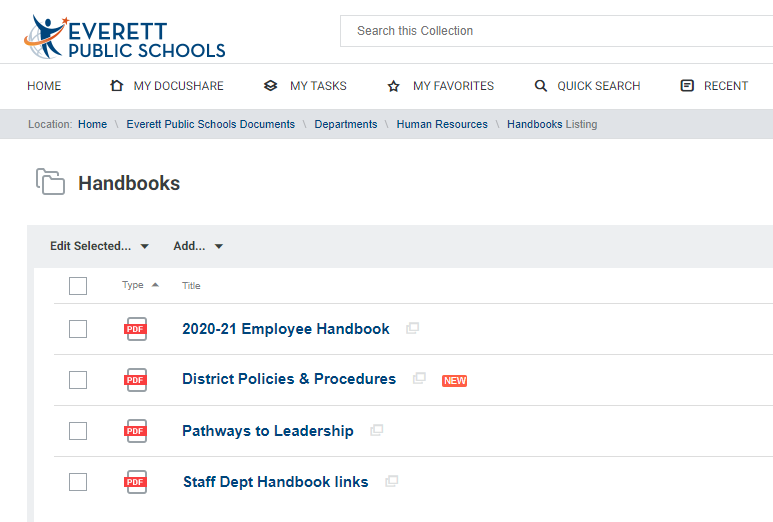 EVERETT
PUBLIC SCHOOLS
Search this Collection
HOME MY DOCUSHARE MY TASKS MY FAVORITES QUICK SEARCH RECENT
Location: Home \ Everett Public Schools Documents \ Departments \ Human Resources \ Handbooks Listing
Handbooks
Edit Selected... Add...
Type Title
PDF 2020-21 Employee Handbook
PDF District Policies & Procedures NEW
PDF Pathways to Leadership
PDF Staff Dept Handbook links